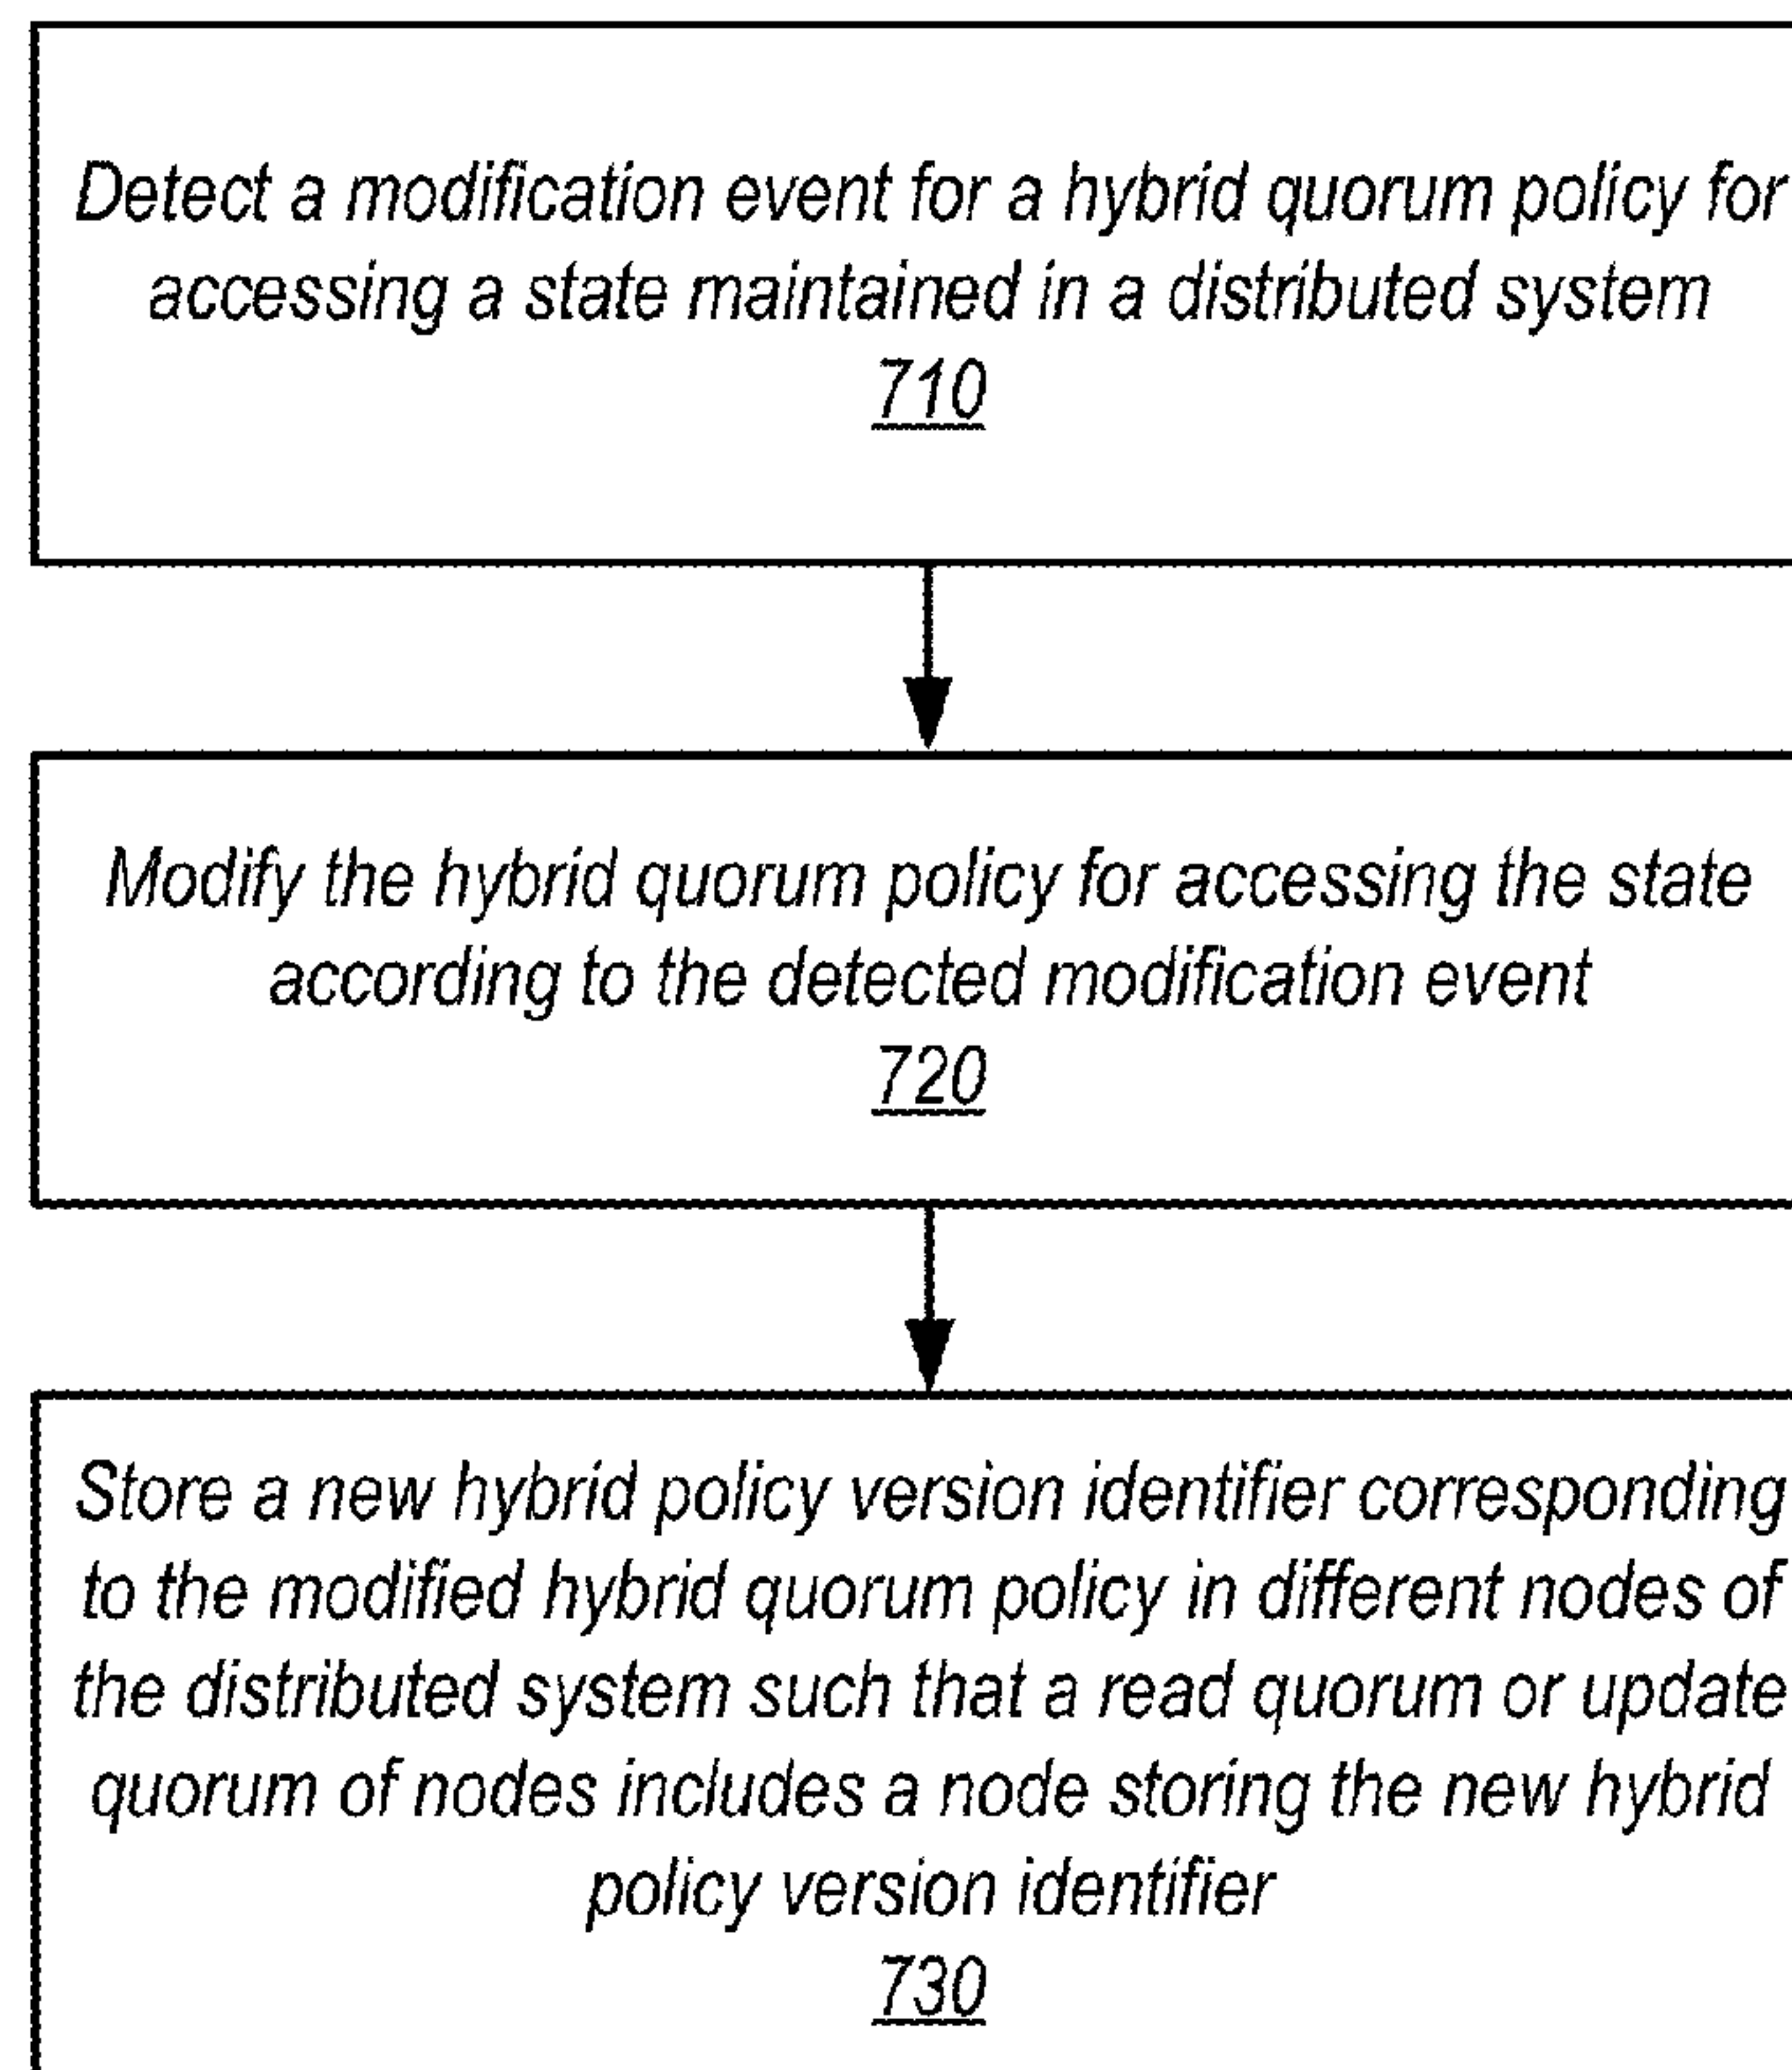 Detect a modification event for a hybrid quorum policy for
accessing a state maintained in a distributed system
710
Modify the hybrid quorum policy for accessing the state
according to the detected modification event
720
Store a new hybrid policy version identifier corresponding
to the modified hybrid quorum policy in different nodes of
the distributed system such that a read quorum or update
quorum of nodes includes a node storing the new hybrid
policy version identifier
730